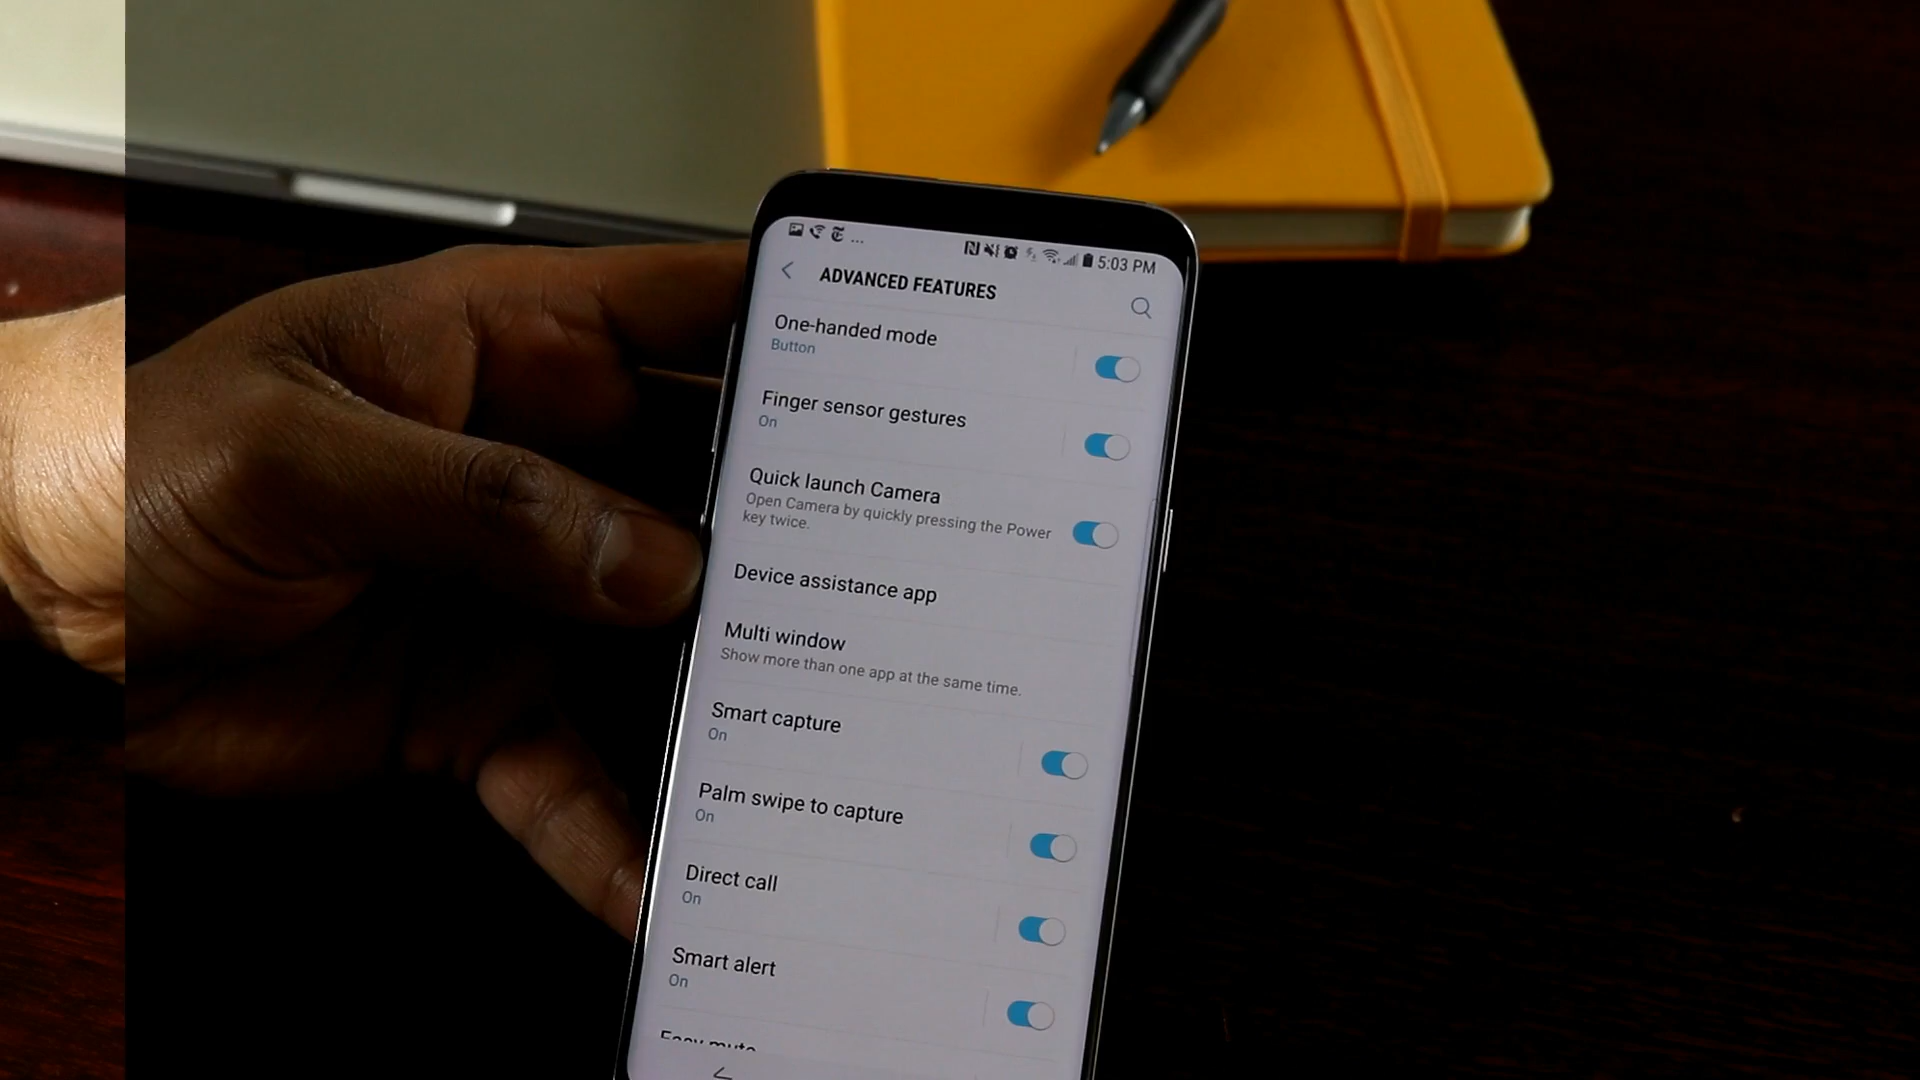 5:03 PM
ADVANCED FEATURES
One-handed mode
Button
Finger sensor gestures
On
Quick launch Camera
Open Camera by quickly pressing the Power
key twice.
Device assistance app
Multi window
Show more than one app at the same time.
Smart capture
On
Palm swipe to capture
On
Direct call
On
Smart alert
On
Easy mute